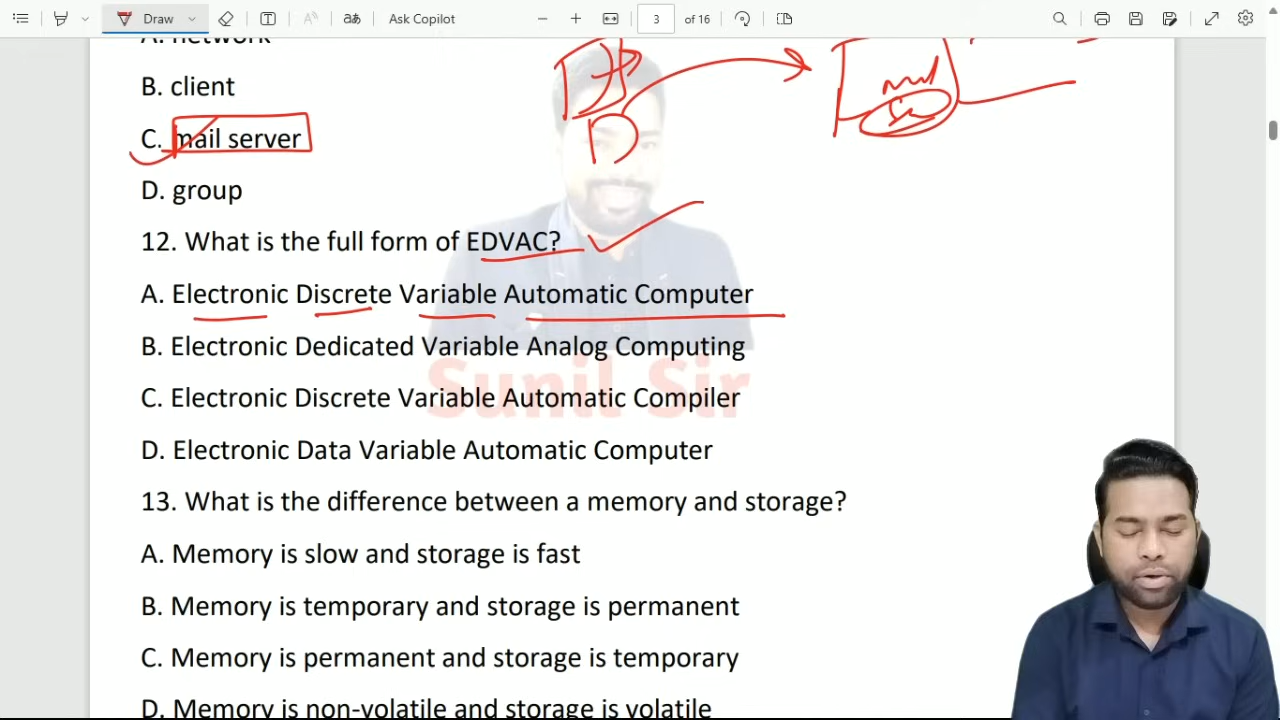 Draw
Ask Copilot
3 of 16
A. network
B. client
C. mail server
D. group
12. What is the full form of EDVAC?
A. Electronic Discrete Variable Automatic Computer
B. Electronic Dedicated Variable Analog Computing
Sunil Sir
C. Electronic Discrete Variable Automatic Compiler
D. Electronic Data Variable Automatic Computer
13. What is the difference between a memory and storage?
A. Memory is slow and storage is fast
B. Memory is temporary and storage is permanent
C. Memory is permanent and storage is temporary
D. Memory is non-volatile and storage is volatile